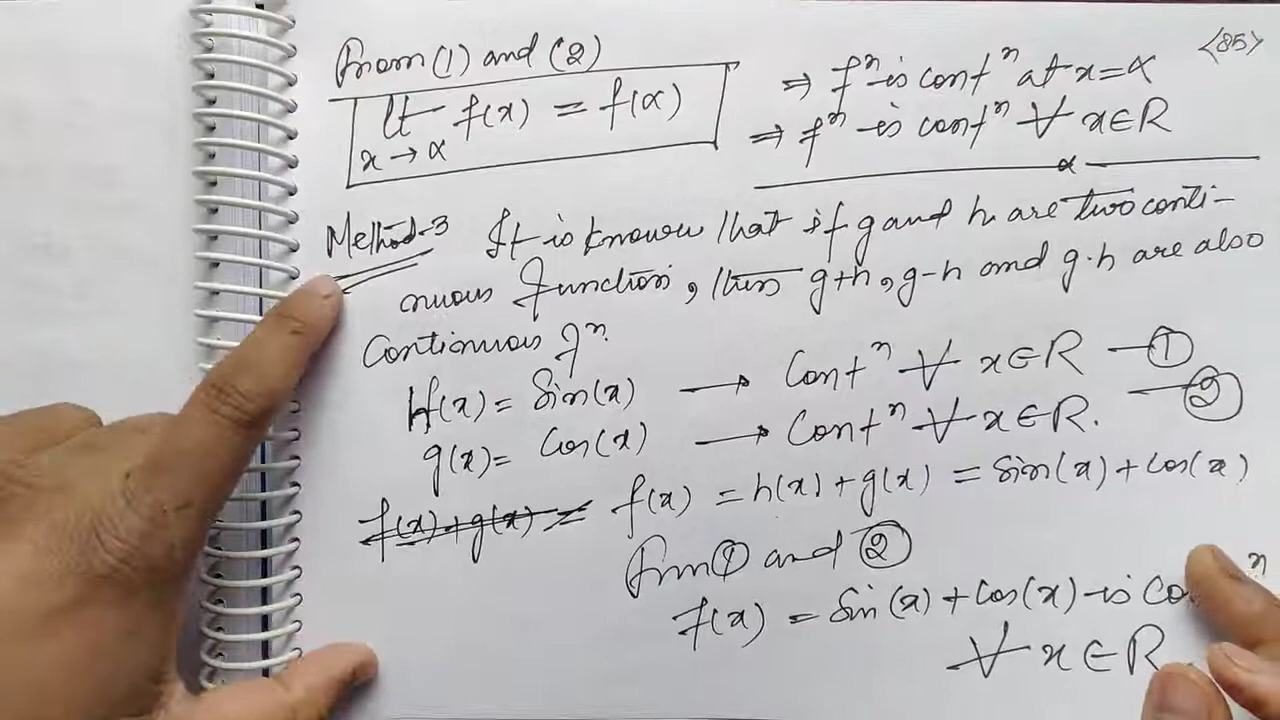 From (1) and (2)
<85>
lt f(x) = f(α)
x → α
⇒ fⁿ is contⁿ at x = α
⇒ fⁿ is contⁿ ∀ x∈R
α
Method-3 It is known that if g and h are two conti-
nuous function, then g+h, g-h and g.h are also
Continuous fⁿ.
h(x) = Sin(x) → Contⁿ ∀ x∈R —①
g(x) = Cos(x) → Contⁿ ∀ x∈R. —②
f(x)+g(x) = f(x) = h(x)+g(x) = Sin(x)+Cos(x)
from ① and ②
f(x) = Sin(x)+Cos(x) is
∀ x∈R